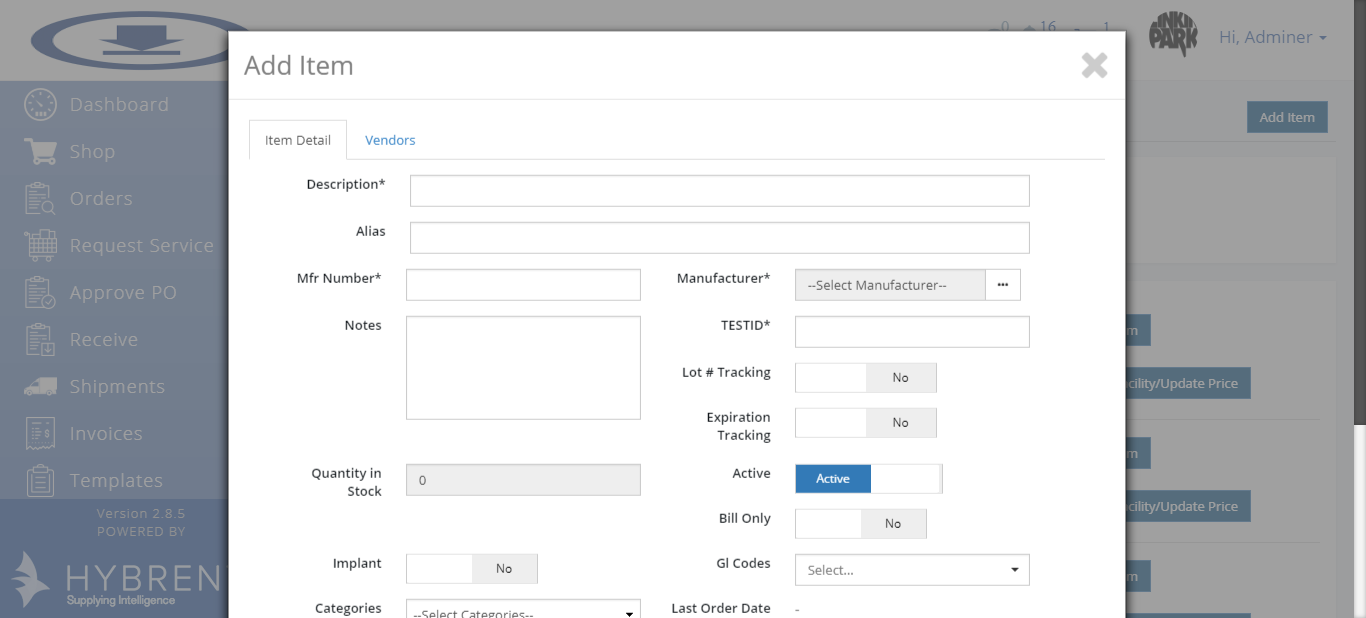 0 16 1
Hi, Adminer
Add Item
Add Item
Dashboard
Shop
Orders
Request Service
Approve PO
Receive
Shipments
Invoices
Templates
Version 2.8.5
POWERED BY
HYBREN
Supplying Intelligence
Item Detail Vendors
Description*
Alias
Mfr Number* Manufacturer* --Select Manufacturer-- ...
Notes TESTID*
Lot # Tracking No
Expiration
Tracking No
Quantity in
Stock 0 Active Active
Bill Only No
Implant No Gl Codes Select...
Categories --Select Categories-- Last Order Date -
m
cility/Update Price
m
cility/Update Price
m